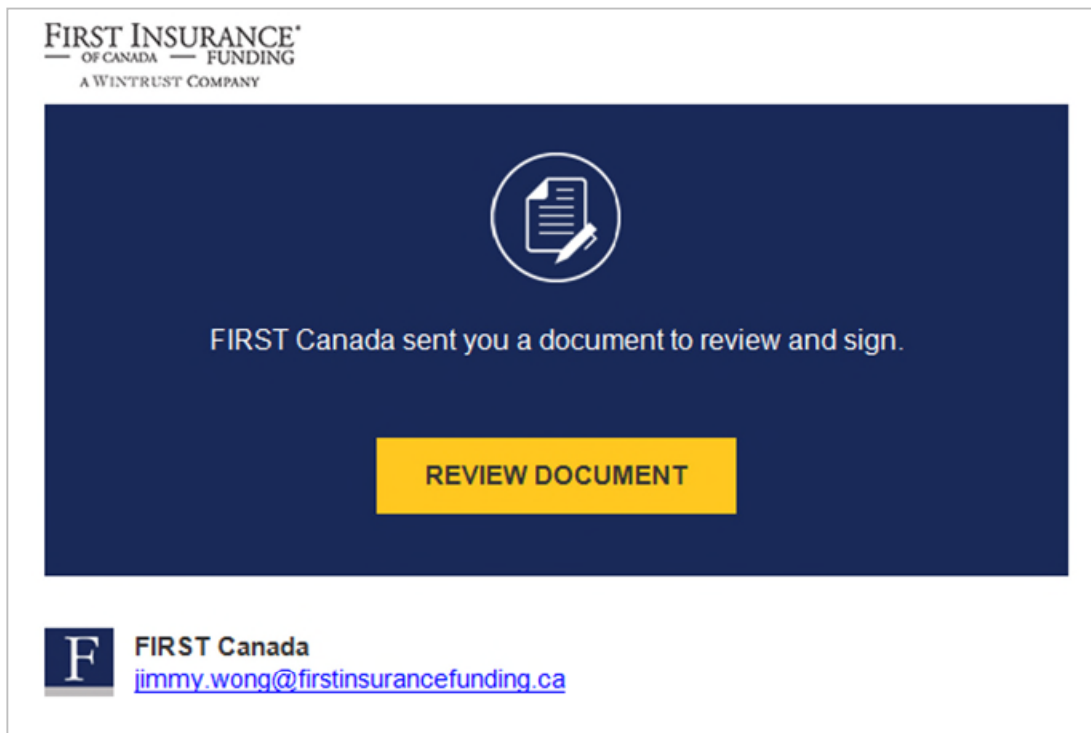 FIRST INSURANCE®
OF CANADA FUNDING
A WINTRUST COMPANY
FIRST Canada sent you a document to review and sign.
REVIEW DOCUMENT
F
FIRST Canada
jimmy.wong@firstinsurancefunding.ca